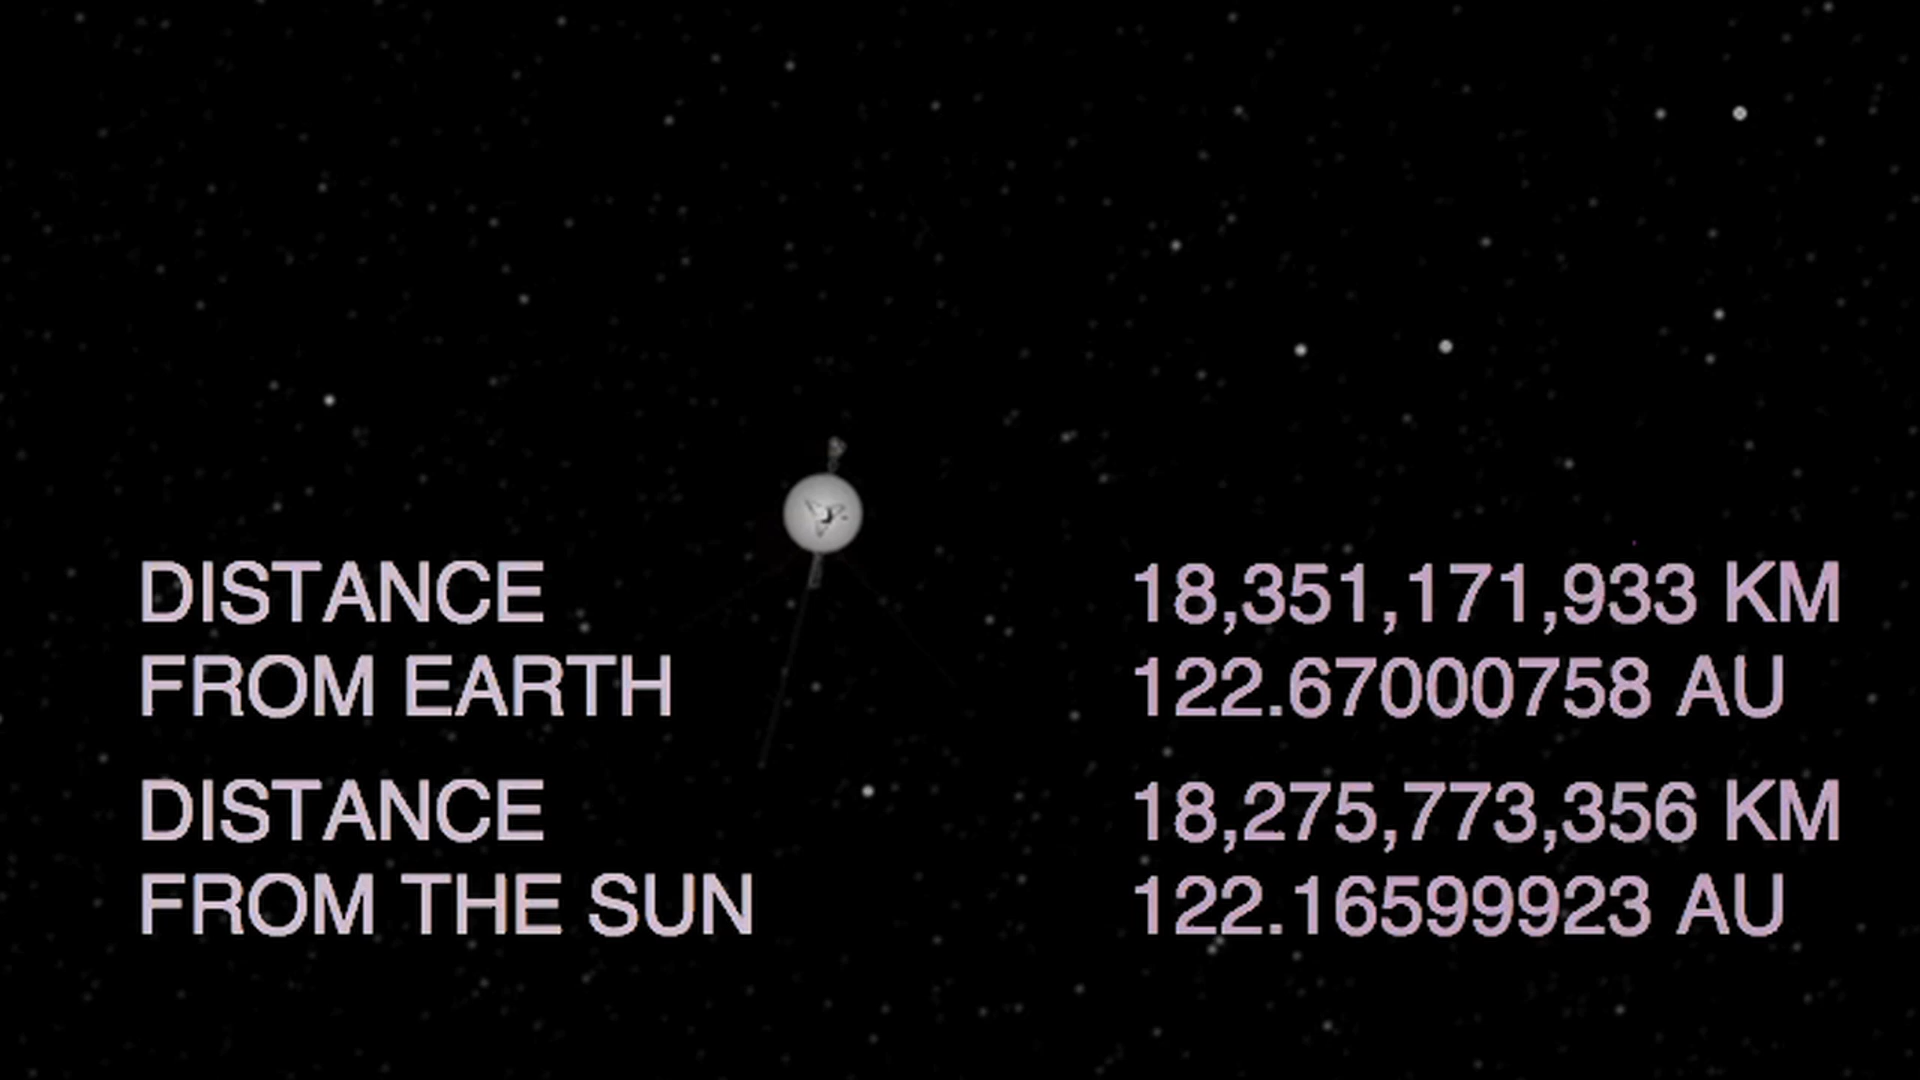 DISTANCE
FROM EARTH
18,351,171,933 KM
122.67000758 AU
DISTANCE
FROM THE SUN
18,275,773,356 KM
122.16599923 AU